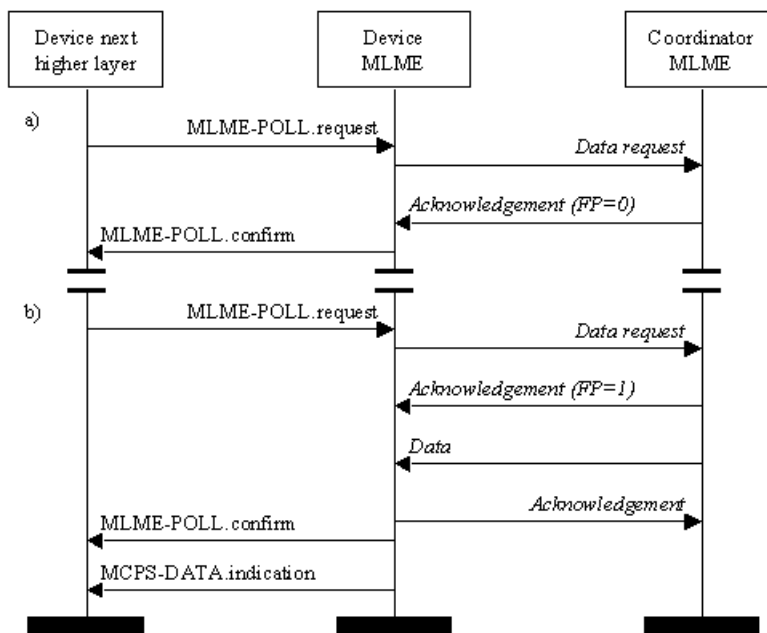 Device next
higher layer
Device
MLME
Coordinator
MLME
a)
MLME-POLL.request
Data request
Acknowledgement (FP=0)
MLME-POLL.confirm
b)
MLME-POLL.request
Data request
Acknowledgement (FP=1)
Data
Acknowledgement
MLME-POLL.confirm
MCPS-DATA.indication